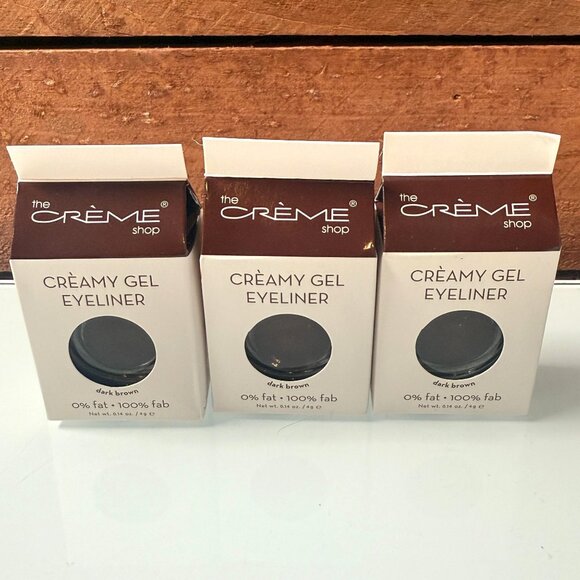 the
CRÈME®
shop
CRÈAMY GEL
EYELINER
dark brown
0% fat • 100% fab
Net wt. 0.14 oz. / 4g ℮
the
CRÈME®
shop
CRÈAMY GEL
EYELINER
dark brown
0% fat • 100% fab
Net wt. 0.14 oz. / 4g ℮
the
CRÈME®
shop
CRÈAMY GEL
EYELINER
dark brown
0% fat • 100% fab
Net wt. 0.14 oz. / 4g ℮